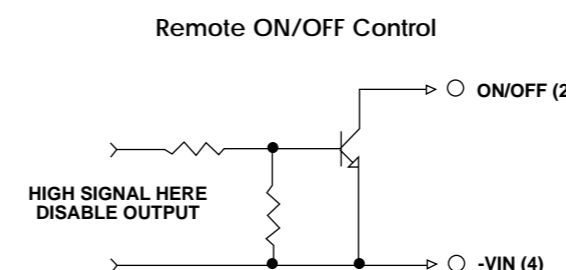 Remote ON/OFF Control
ON/OFF (2
HIGH SIGNAL HERE
DISABLE OUTPUT
-VIN (4)